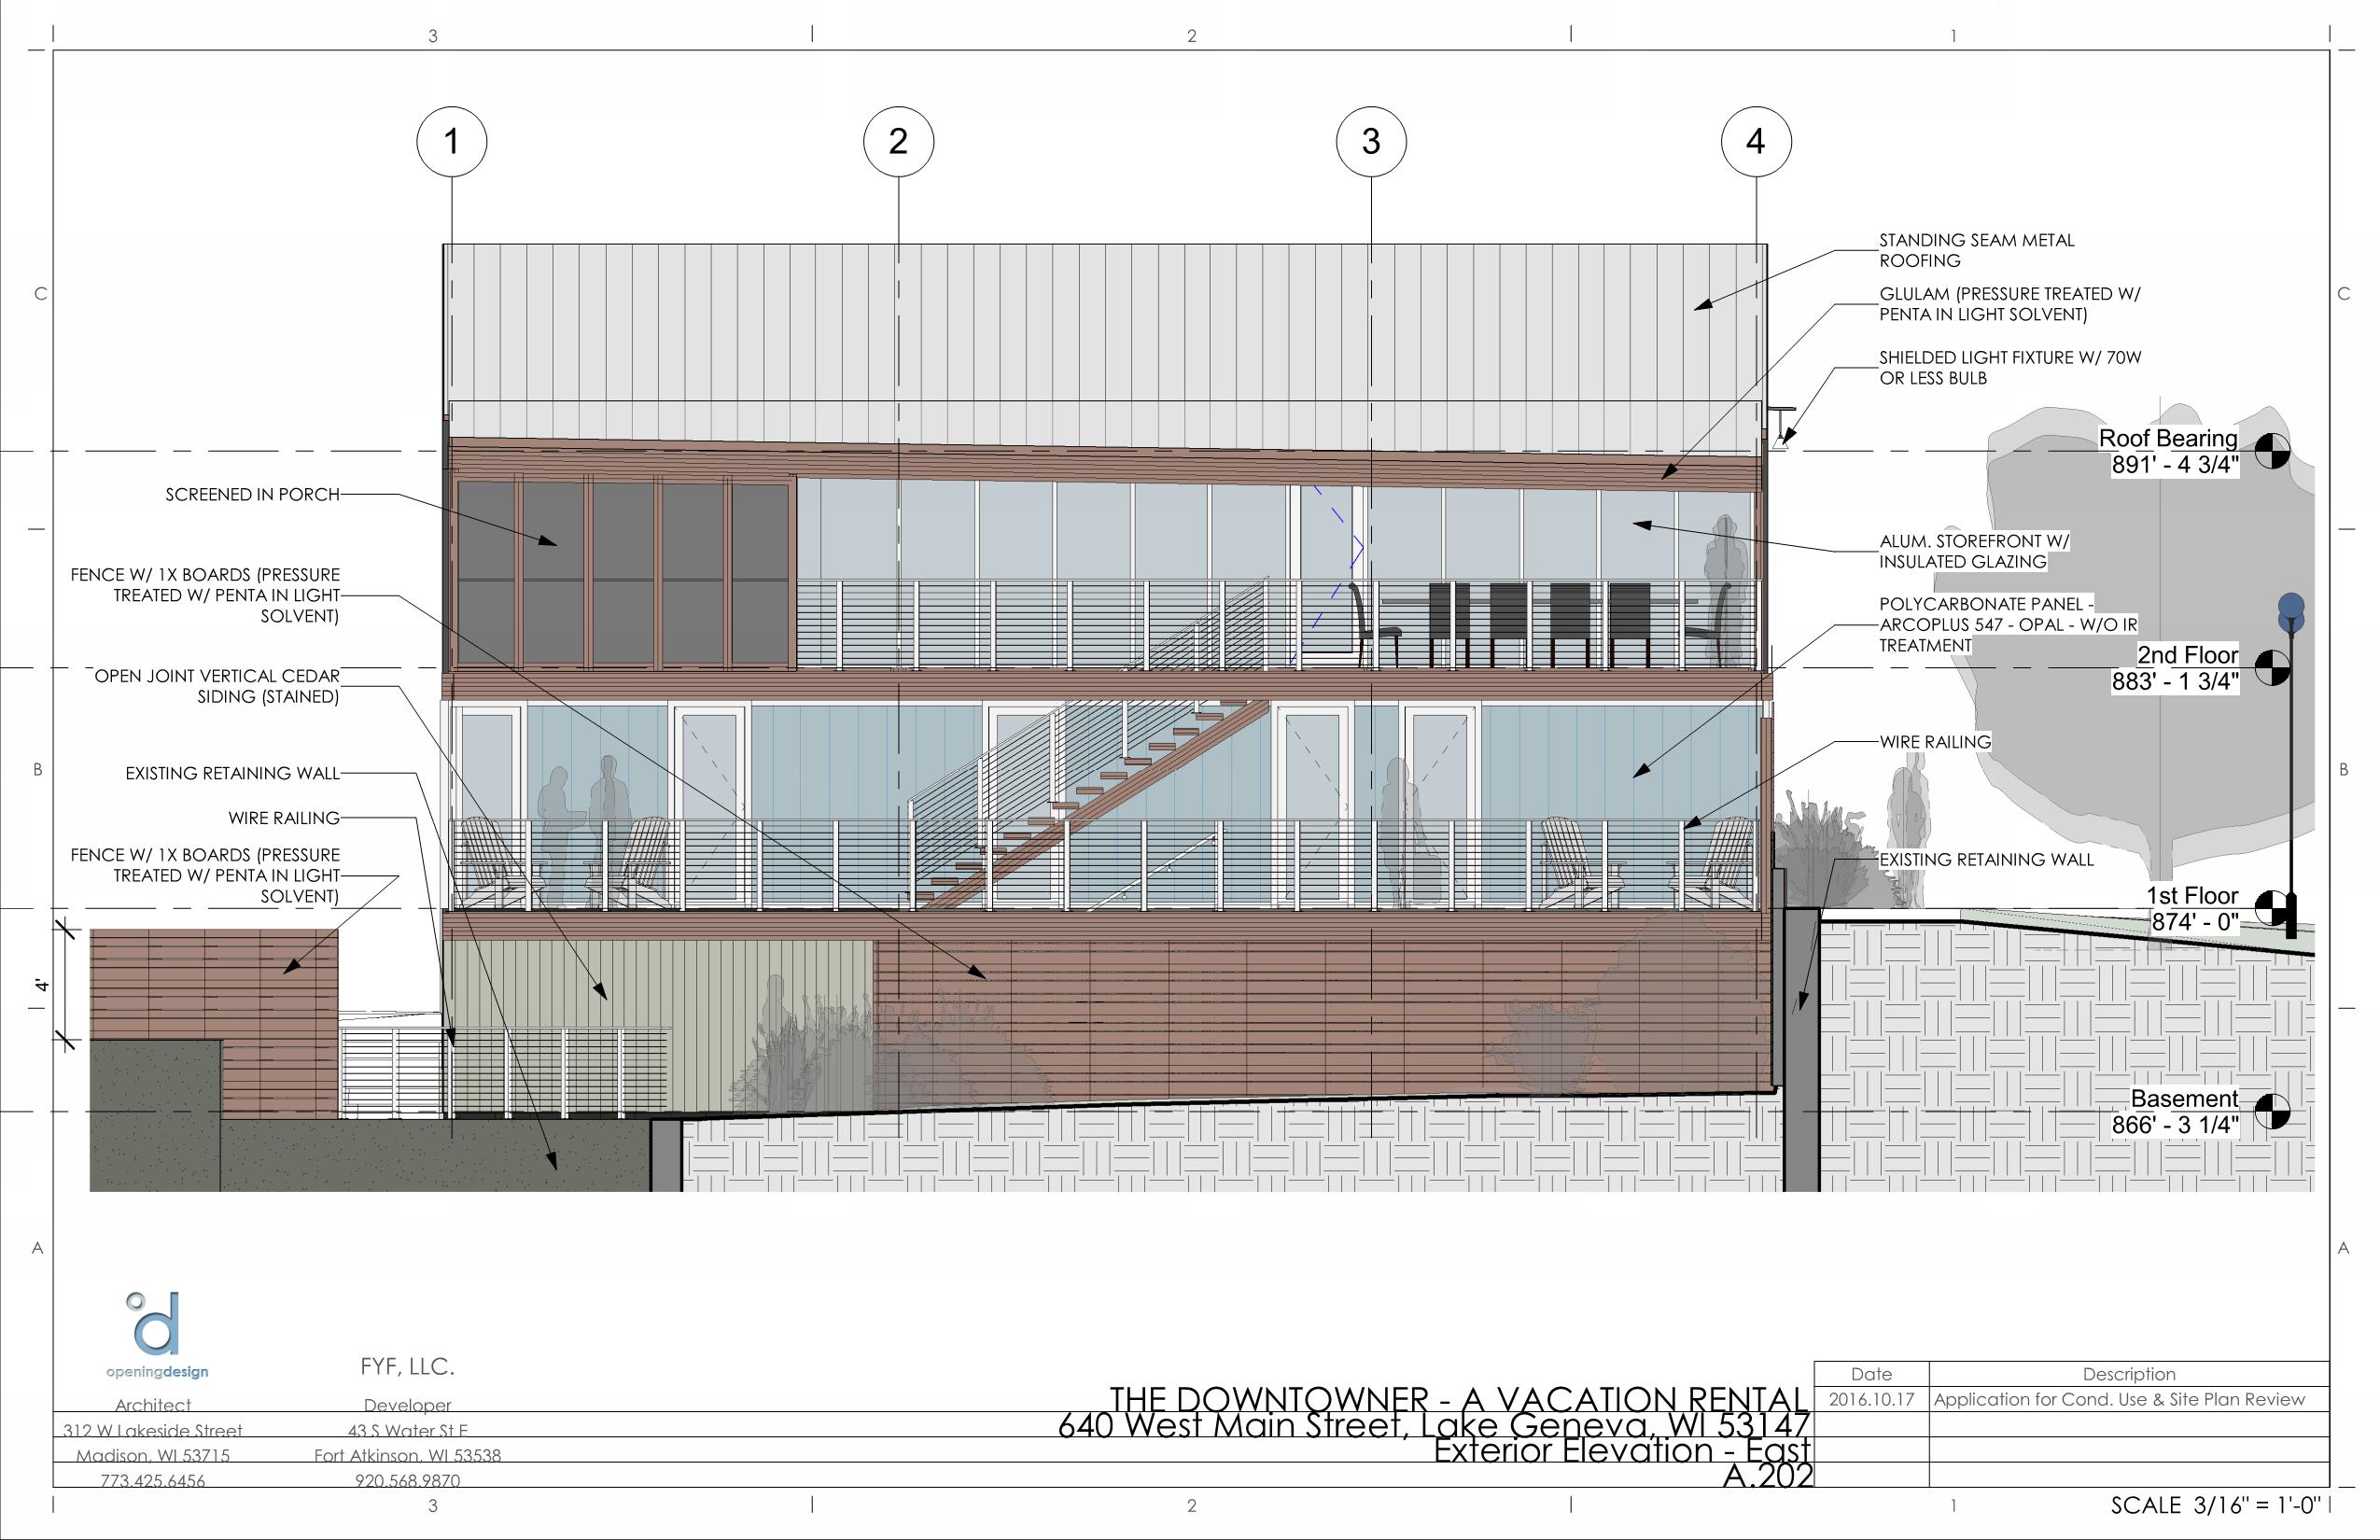 3 2 1
1 2 3 4
C C
STANDING SEAM METAL
ROOFING
GLULAM (PRESSURE TREATED W/
PENTA IN LIGHT SOLVENT)
SHIELDED LIGHT FIXTURE W/ 70W
OR LESS BULB
Roof Bearing
891' - 4 3/4"
SCREENED IN PORCH
ALUM. STOREFRONT W/
INSULATED GLAZING
FENCE W/ 1X BOARDS (PRESSURE
TREATED W/ PENTA IN LIGHT
SOLVENT)
POLYCARBONATE PANEL -
ARCOPLUS 547 - OPAL - W/O IR
TREATMENT
2nd Floor
883' - 1 3/4"
OPEN JOINT VERTICAL CEDAR
SIDING (STAINED)
WIRE RAILING
B B
EXISTING RETAINING WALL
WIRE RAILING
FENCE W/ 1X BOARDS (PRESSURE
TREATED W/ PENTA IN LIGHT
SOLVENT)
EXISTING RETAINING WALL
1st Floor
874' - 0"
4'
Basement
866' - 3 1/4"
A A
openingdesign
Architect
312 W Lakeside Street
Madison, WI 53715
773.425.6456
FYF, LLC.
Developer
43 S Water St E
Fort Atkinson, WI 53538
920.568.9870
THE DOWNTOWNER - A VACATION RENTAL
640 West Main Street, Lake Geneva, WI 53147
Exterior Elevation - East
A.202
Date Description
2016.10.17 Application for Cond. Use & Site Plan Review
3 2 1
SCALE 3/16" = 1'-0"